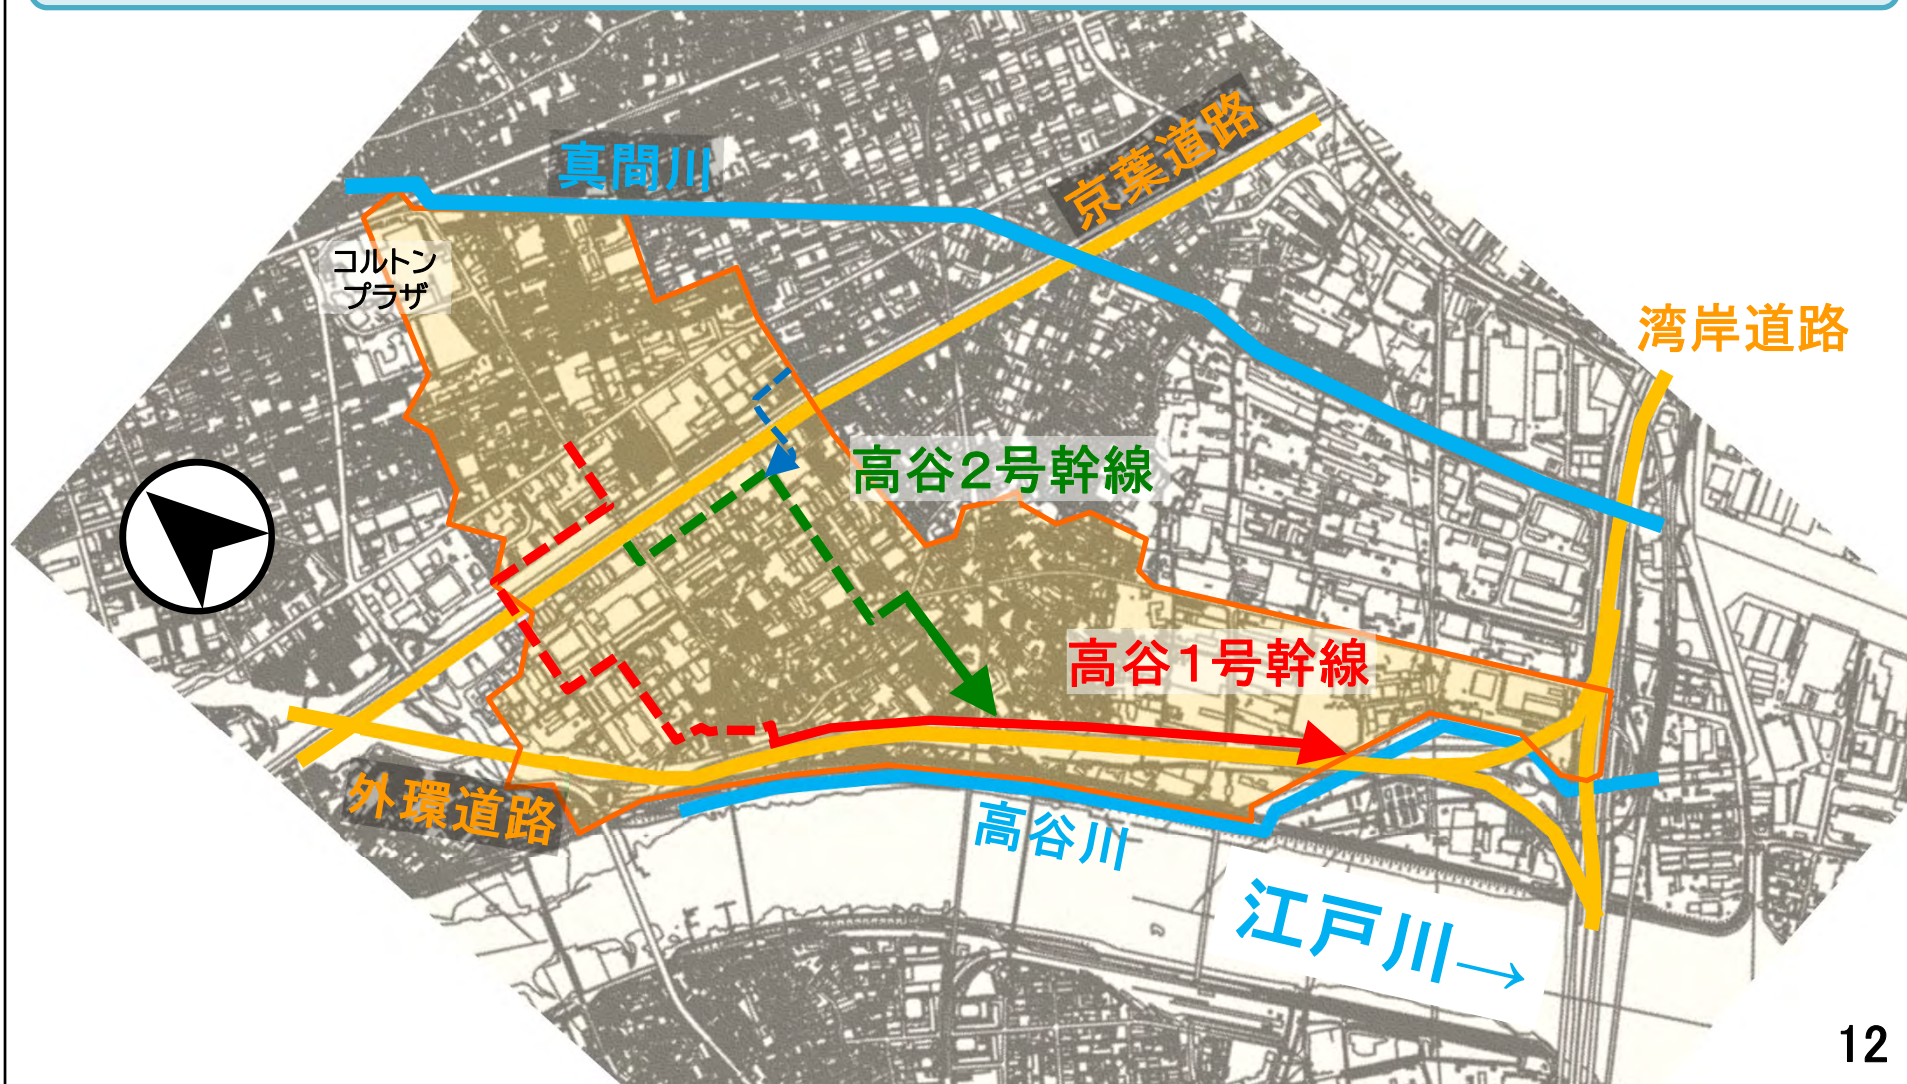 真間川
京葉道路
コルトン
プラザ
湾岸道路
高谷2号幹線
高谷1号幹線
外環道路
高谷川
江戸川→
12